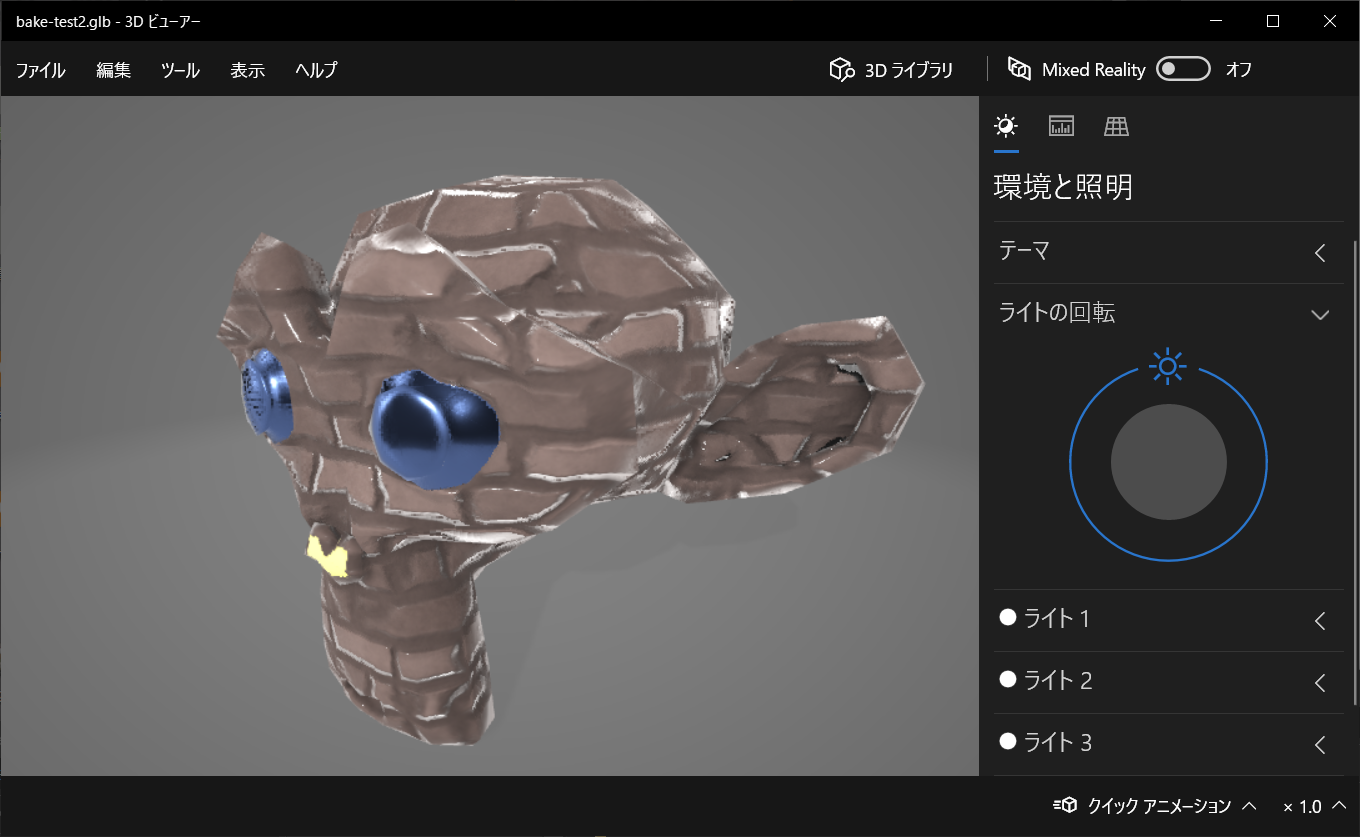 bake-test2.glb - 3D ビューアー
ファイル 編集 ツール 表示 ヘルプ 3D ライブラリ Mixed Reality オフ
環境と照明
テーマ
ライトの回転
ライト 1
ライト 2
ライト 3
クイック アニメーション × 1.0